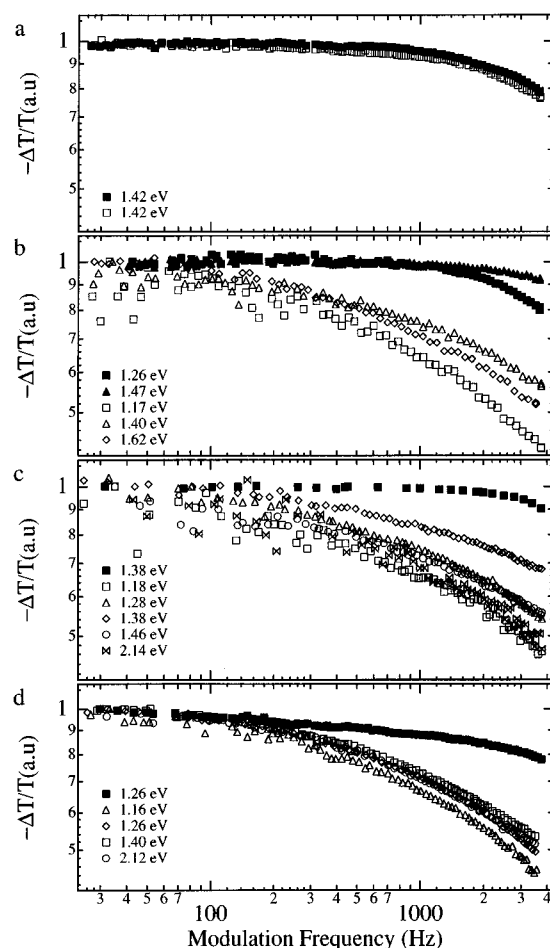 a
1
9
8
7
6
5
−ΔT/T(a.u)
■ 1.42 eV
□ 1.42 eV
b
1
9
8
7
6
5
−ΔT/T(a.u)
■ 1.26 eV
▲ 1.47 eV
□ 1.17 eV
△ 1.40 eV
◇ 1.62 eV
c
1
9
8
7
6
5
−ΔT/T(a.u)
■ 1.38 eV
□ 1.18 eV
△ 1.28 eV
◇ 1.38 eV
○ 1.46 eV
⧖ 2.14 eV
d
1
9
8
7
6
5
−ΔT/T(a.u)
■ 1.26 eV
△ 1.16 eV
◇ 1.26 eV
□ 1.40 eV
○ 2.12 eV
3 4 5 6 7 2 3 4 5 6 7 2 3 4
100 1000
Modulation Frequency (Hz)